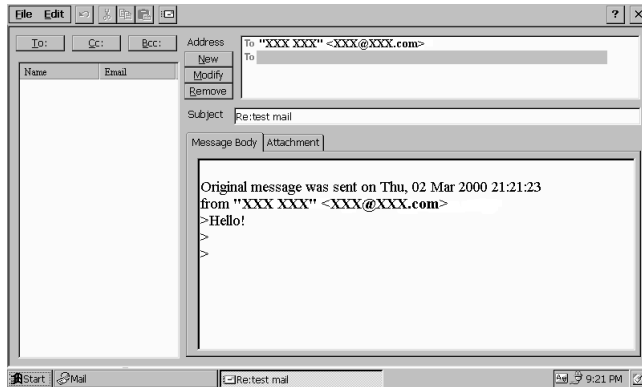 File Edit ? ×
To: Cc: Bcc:
Name Email
Address
New
Modify
Remove
To "XXX XXX" <XXX@XXX.com>
To
Subject Re:test mail
Message Body Attachment
Original message was sent on Thu, 02 Mar 2000 21:21:23
from "XXX XXX" <XXX@XXX.com>
>Hello!
>
>
Start Mail Re:test mail 9:21 PM